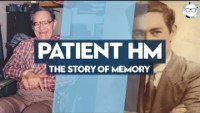 PATIENT HM
THE STORY OF MEMORY